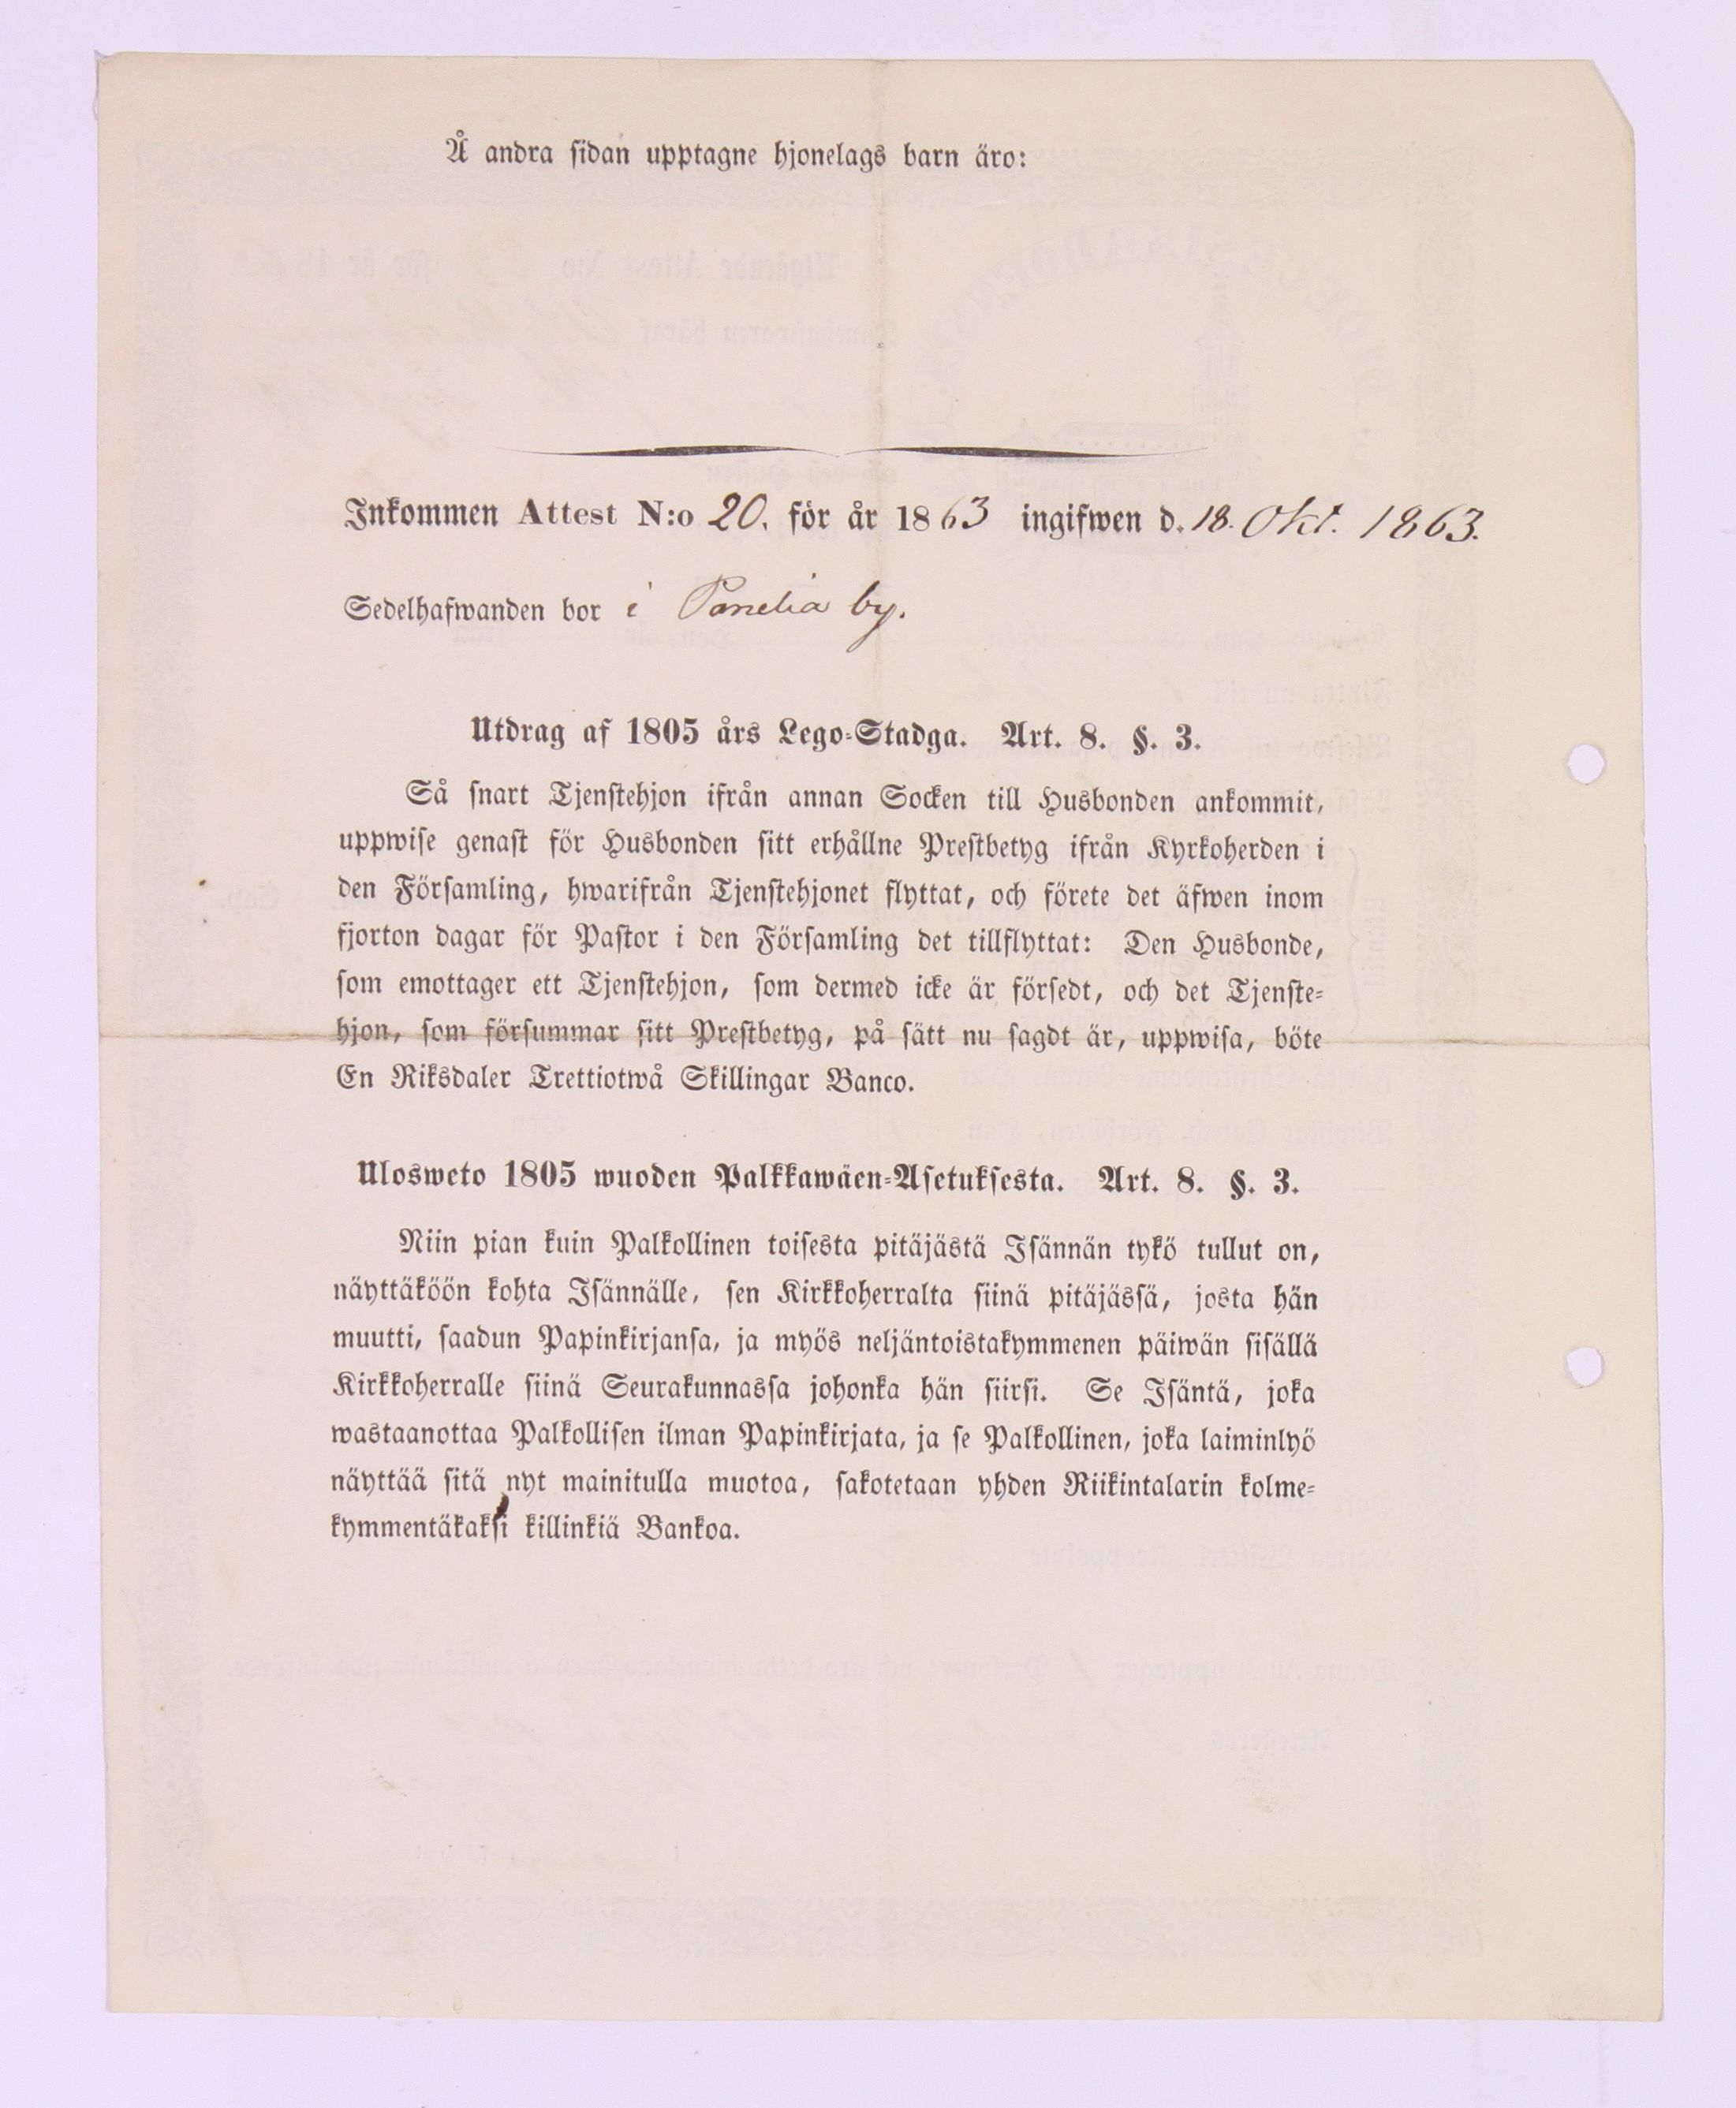 Å andra sidan upptagne hjonelags barn äro:
Inkommen Attest N:o 20. för år 1863 ingifwen d. 18. Okt. 1863.
Sedelhafwanden bor i Panelia by.
Utdrag af 1805 års Lego-Stadga. Art. 8. §. 3.
Så snart Tjenstehjon ifrån annan Socken till Husbonden ankommit,
uppwise genast för Husbonden sitt erhållne Prestbetyg ifrån Kyrkoherden i
den Församling, hwarifrån Tjenstehjonet flyttat, och förete det äfwen inom
fjorton dagar för Pastor i den Församling det tillflyttat: Den Husbonde,
som emottager ett Tjenstehjon, som dermed icke är försedt, och det Tjenste-
hjon, som försummar sitt Prestbetyg, på sätt nu sagdt är, uppwisa, böte
En Riksdaler Trettiotwå Skillingar Banco.
Ulosweto 1805 wuoden Palkkawäen-Asetuksesta. Art. 8. §. 3.
Niin pian kuin Palkollinen toisesta pitäjästä Isännän tykö tullut on,
näyttäköön kohta Isännälle, sen Kirkkoherralta siinä pitäjässä, josta hän
muutti, saadun Papinkirjansa, ja myös neljäntoistakymmenen päiwän sisällä
Kirkkoherralle siinä Seurakunnassa johonka hän siirsi. Se Isäntä, joka
wastaanottaa Palkollisen ilman Papinkirjata, ja se Palkollinen, joka laiminlyö
näyttää sitä nyt mainitulla muotoa, sakotetaan yhden Riikintalarin kolme-
kymmentäkaksi killinkiä Bankoa.